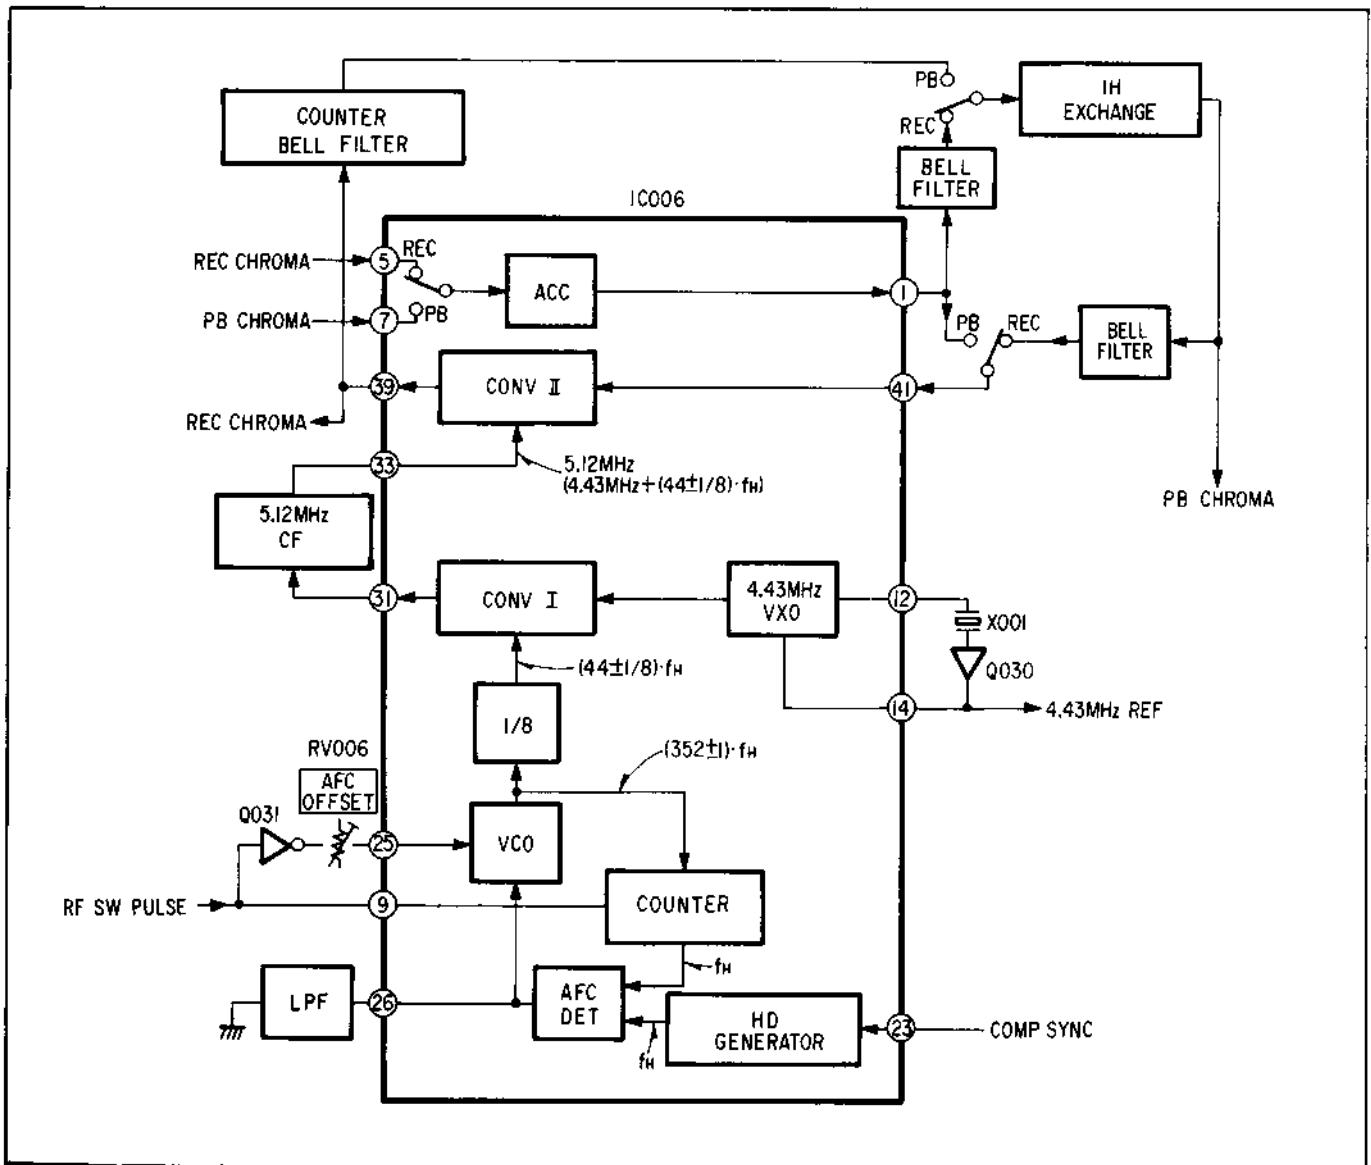 PB
1H
EXCHANGE
COUNTER
BELL FILTER
REC
BELL
FILTER
IC006
REC CHROMA
5
REC
ACC
1
PB CHROMA
7
PB
PB
REC
BELL
FILTER
39
CONV II
41
REC CHROMA
33
5.12MHz
(4.43MHz+(44±1/8)·fH)
PB CHROMA
5.12MHz
CF
31
CONV I
4.43MHz
VXO
12
X001
Q030
(44±1/8)·fH
14
4.43MHz REF
1/8
RV006
(352±1)·fH
AFC
OFFSET
Q031
25
VCO
RF SW PULSE
9
COUNTER
fH
LPF
26
AFC
DET
HD
GENERATOR
23
COMP SYNC
fH